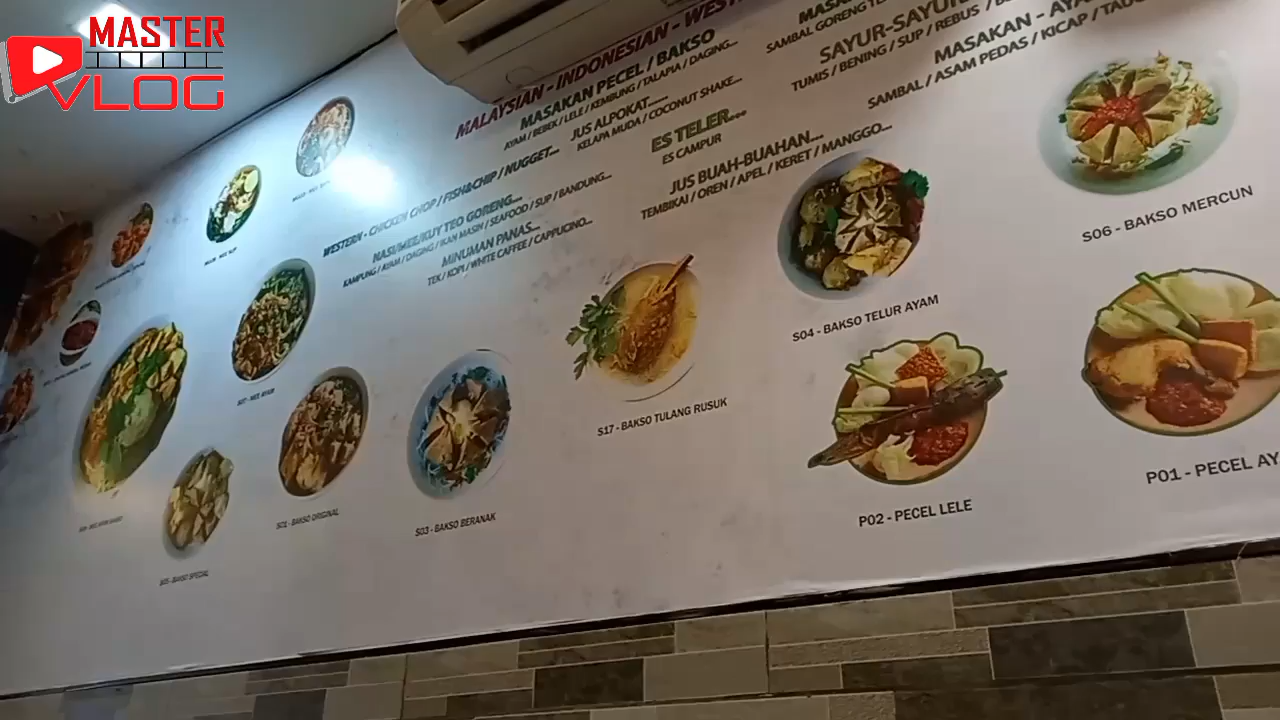 MASTER
VLOG
MALAYSIAN - INDONESIAN - WEST
MASAKAN PECEL / BAKSO
AYAM / BEBEK / LELE / KEMBUNG / TALAPIA / DAGING...
JUS ALPOKAT......
KELAPA MUDA / COCONUT SHAKE...
ES TELER...
ES CAMPUR
WESTERN - CHICKEN CHOP / FISH&CHIP / NUGGET...
NASI/MEE/KUY TEO GORENG...
KAMPUNG / AYAM / DAGING / IKAN MASIN / SEAFOOD / SUP / BANDUNG...
MINUMAN PANAS...
TEK / KOPI / WHITE CAFFEE / CAPPUCINO...
JUS BUAH-BUAHAN...
TEMBIKAI / OREN / APEL / KERET / MANGGO...
SAMBAL GORENG
SAYUR-SAYUR
TUMIS / BENING / SUP / REBUS /
MASAKAN - AYA
SAMBAL / ASAM PEDAS / KICAP / TAU
S06 - BAKSO MERCUN
S04 - BAKSO TELUR AYAM
S17 - BAKSO TULANG RUSUK
P01 - PECEL AY
P02 - PECEL LELE
S03 - BAKSO BERANAK
S01 - BAKSO ORIGINAL
BAKSO SPECIAL